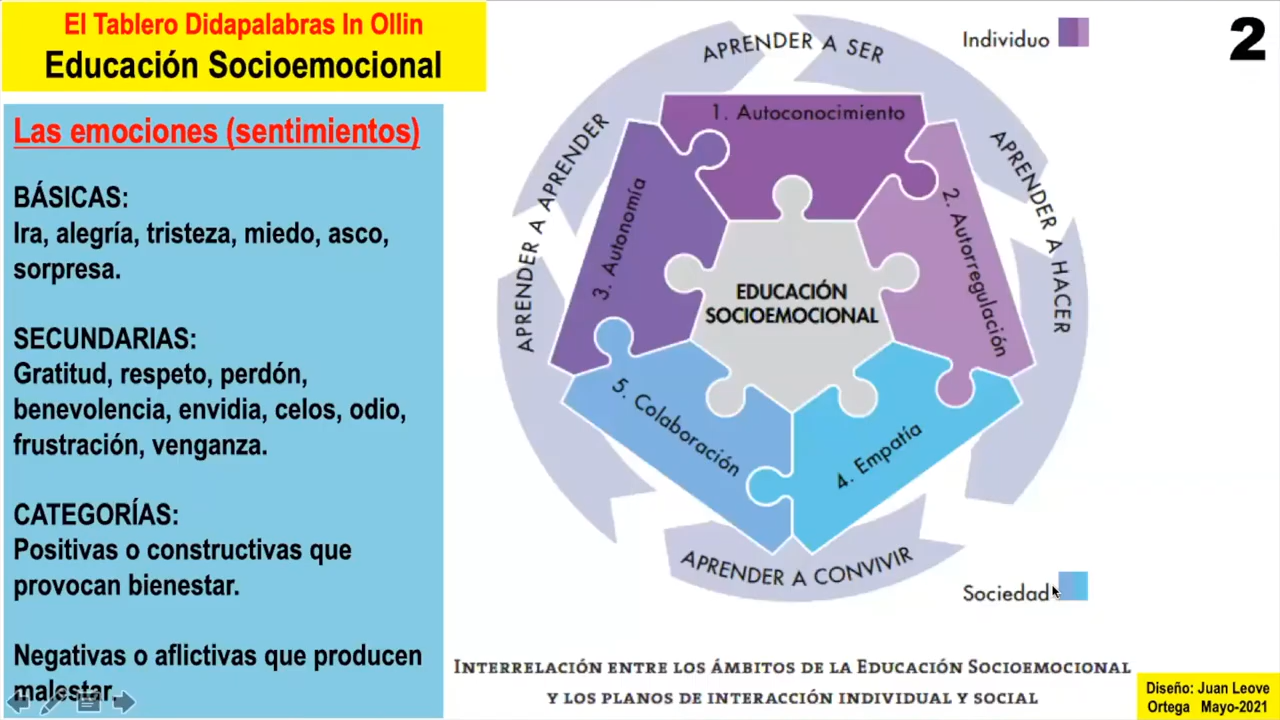 El Tablero Didapalabras In Ollin
Educación Socioemocional
Las emociones (sentimientos)
BÁSICAS:
Ira, alegría, tristeza, miedo, asco,
sorpresa.
SECUNDARIAS:
Gratitud, respeto, perdón,
benevolencia, envidia, celos, odio,
frustración, venganza.
CATEGORÍAS:
Positivas o constructivas que
provocan bienestar.
Negativas o aflictivas que producen
malestar.
2
Individuo
APRENDER A SER
APRENDER A HACER
APRENDER A CONVIVIR
APRENDER A APRENDER
1. Autoconocimiento
2. Autorregulación
3. Autonomía
4. Empatía
5. Colaboración
EDUCACIÓN
SOCIOEMOCIONAL
Sociedad
INTERRELACIÓN ENTRE LOS ÁMBITOS DE LA EDUCACIÓN SOCIOEMOCIONAL
Y LOS PLANOS DE INTERACCIÓN INDIVIDUAL Y SOCIAL
Diseño: Juan Leove
Ortega Mayo-2021